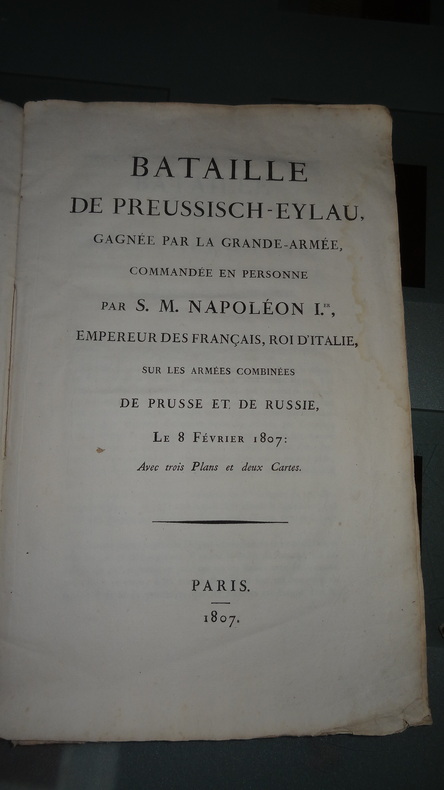 BATAILLE
DE PREUSSISCH-EYLAU,
GAGNÉE PAR LA GRANDE-ARMÉE,
COMMANDÉE EN PERSONNE
PAR S. M. NAPOLÉON I.ER,
EMPEREUR DES FRANÇAIS, ROI D'ITALIE,
SUR LES ARMÉES COMBINÉES
DE PRUSSE ET DE RUSSIE,
LE 8 FÉVRIER 1807:
Avec trois Plans et deux Cartes.
PARIS.
1807.